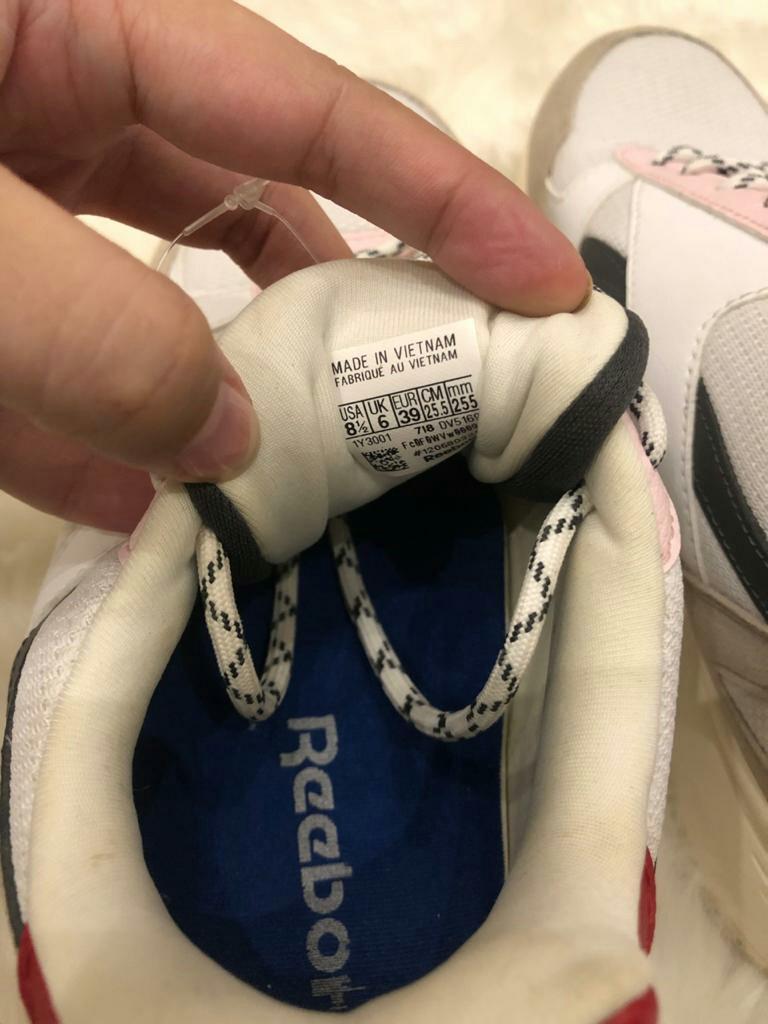 MADE IN VIETNAM
FABRIQUÉ AU VIETNAM
USA UK EUR CM mm
8½ 6 39 25.5 255
1Y3001 718
Reebok